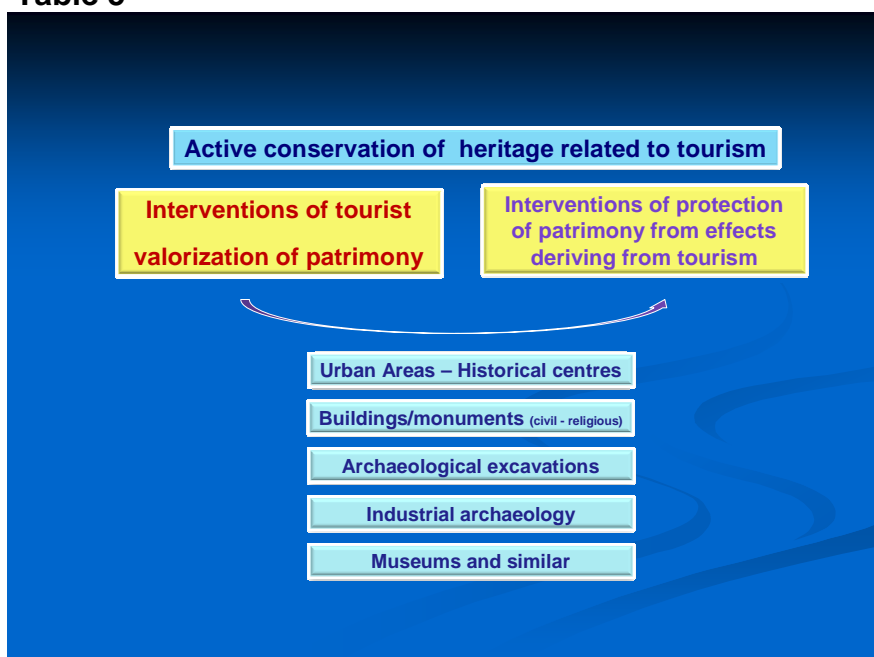 Table
Active conservation of heritage related to tourism
Interventions of tourist
valorization of patrimony
Interventions of protection
of patrimony from effects
deriving from tourism
Urban Areas – Historical centres
Buildings/monuments (civil - religious)
Archaeological excavations
Industrial archaeology
Museums and similar